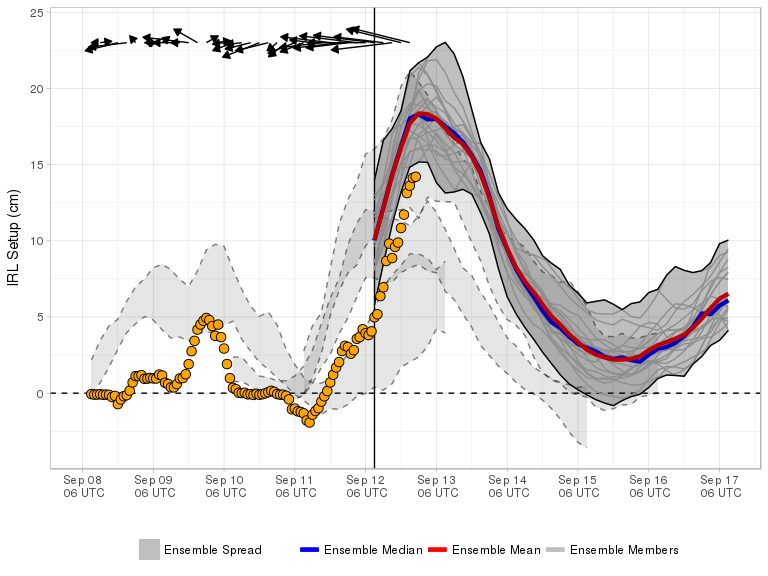 25
20
15
10
5
0
IRL Setup (cm)
Sep 08 Sep 09 Sep 10 Sep 11 Sep 12 Sep 13 Sep 14 Sep 15 Sep 16 Sep 17
06 UTC 06 UTC 06 UTC 06 UTC 06 UTC 06 UTC 06 UTC 06 UTC 06 UTC 06 UTC
Ensemble Spread Ensemble Median Ensemble Mean Ensemble Members